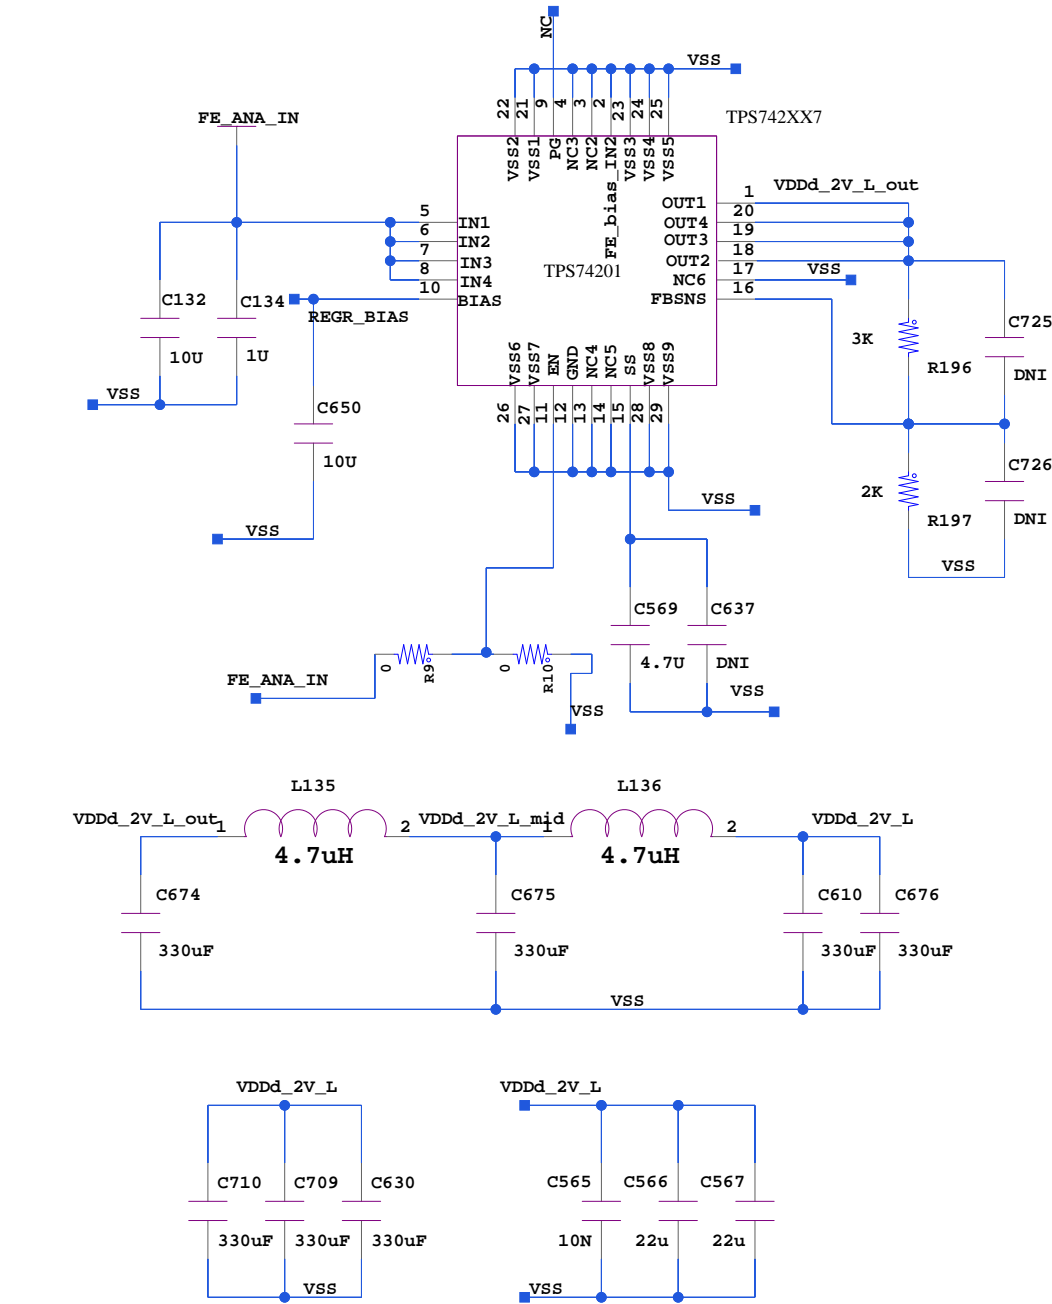 NC
VSS
22
21
9
4
3
2
23
24
25
TPS742XX7
FE_ANA_IN
VSS2
VSS1
PG
NC3
NC2
FE_bias_IN2
VSS3
VSS4
VSS5
5
IN1
6
IN2
7
IN3
8
IN4
10
BIAS
TPS74201
OUT1
1
VDDd_2V_L_out
OUT4
20
OUT3
19
OUT2
18
NC6
17
VSS
FBSNS
16
C132
C134
REGR_BIAS
10U
1U
VSS
C650
10U
VSS
VSS6
VSS7
EN
GND
NC4
NC5
SS
VSS8
VSS9
26
27
11
12
13
14
15
28
29
VSS
3K
R196
C725
DNI
2K
R197
C726
DNI
VSS
C569
C637
4.7U
DNI
VSS
0
R9
0
R10
FE_ANA_IN
VSS
L135
L136
VDDd_2V_L_out
1
2
VDDd_2V_L_mid
1
2
VDDd_2V_L
4.7uH
4.7uH
C674
C675
C610
C676
330uF
330uF
330uF
330uF
VSS
VDDd_2V_L
VDDd_2V_L
C710
C709
C630
C565
C566
C567
330uF
330uF
330uF
10N
22u
22u
VSS
VSS